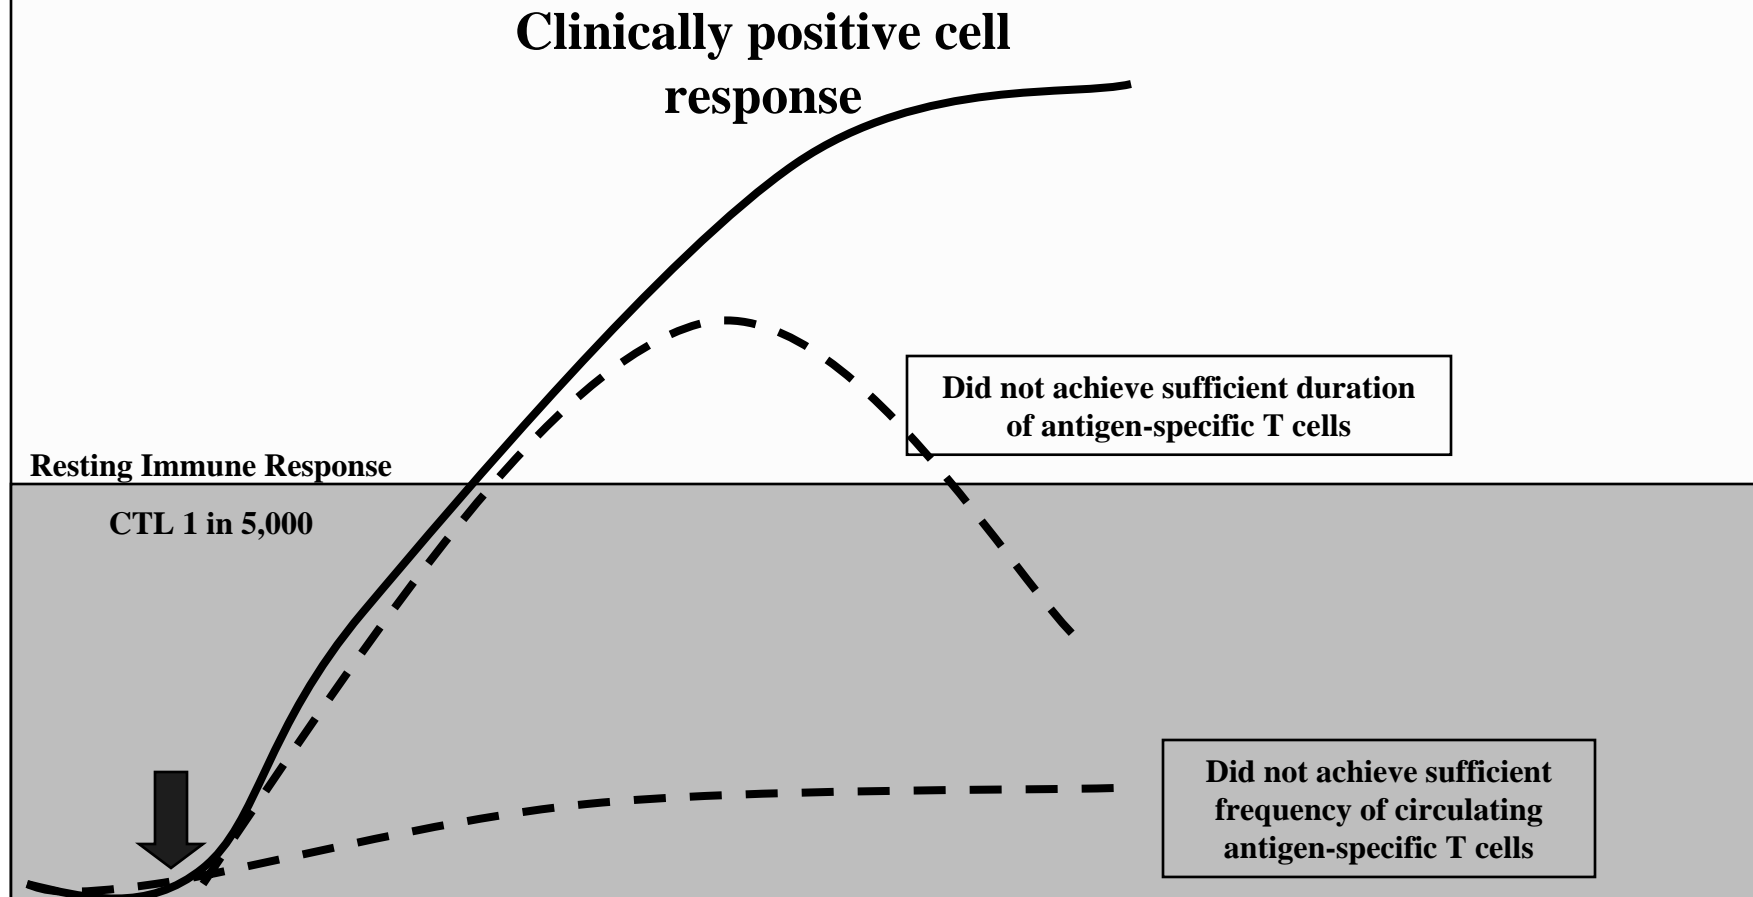 Clinically positive cell
response
Did not achieve sufficient duration
of antigen-specific T cells
Resting Immune Response
CTL 1 in 5,000
Did not achieve sufficient
frequency of circulating
antigen-specific T cells